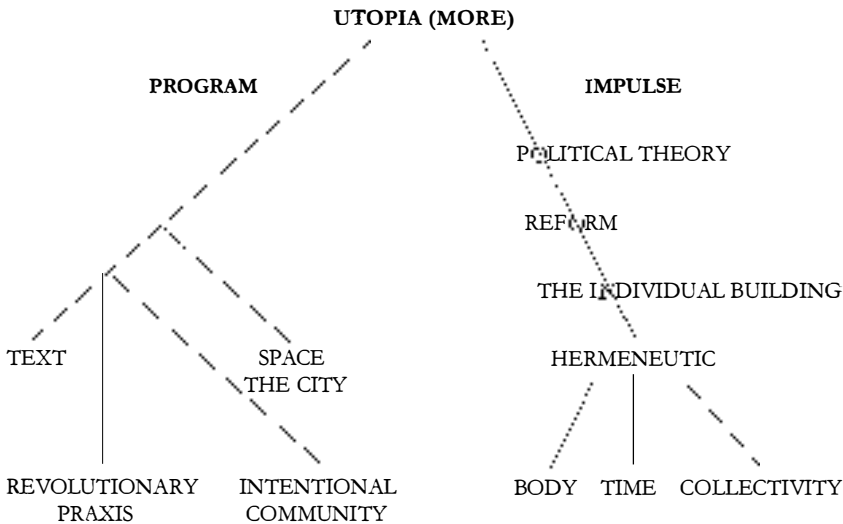 UTOPIA (MORE)
PROGRAM
IMPULSE
POLITICAL THEORY
REFORM
THE INDIVIDUAL BUILDING
TEXT
SPACE
THE CITY
HERMENEUTIC
REVOLUTIONARY
PRAXIS
INTENTIONAL
COMMUNITY
BODY
TIME
COLLECTIVITY